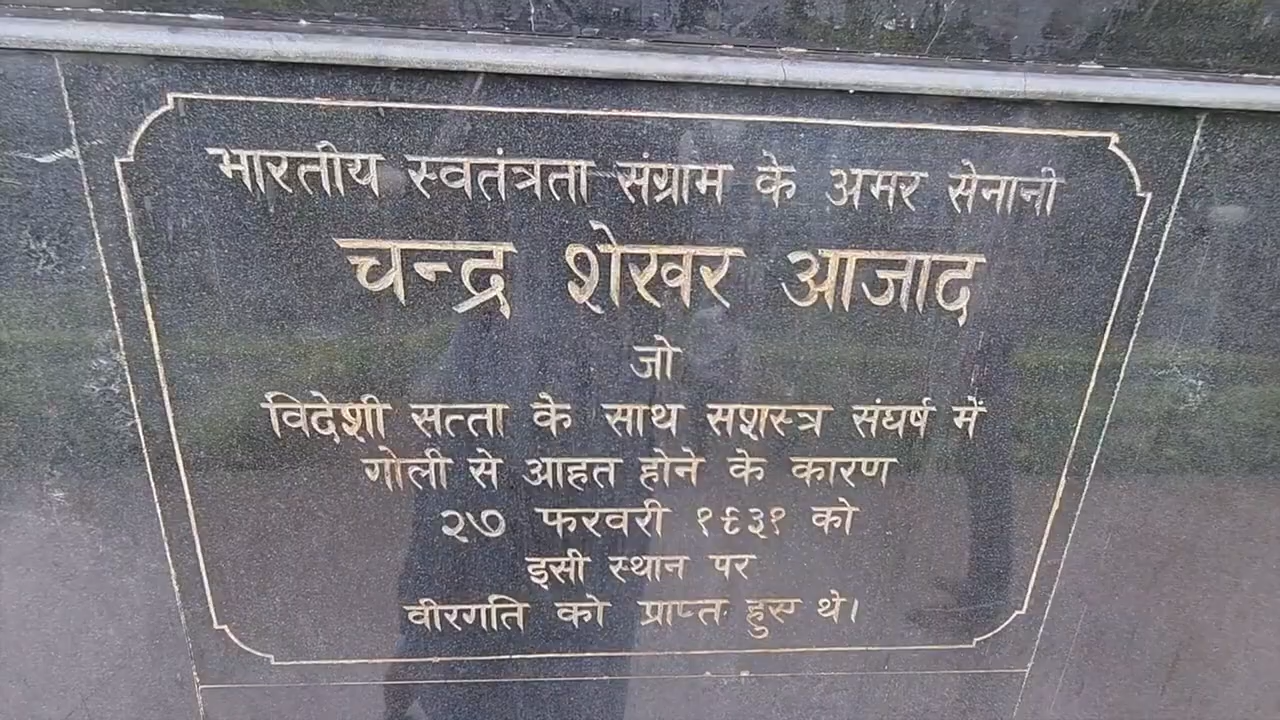 भारतीय स्वतंत्रता संग्राम के अमर सेनानी
चन्द्र शेखर आजाद
जो
विदेशी सत्ता के साथ सशस्त्र संघर्ष में
गोली से आहत होने के कारण
२७ फरवरी १९३१ को
इसी स्थान पर
वीरगति को प्राप्त हुए थे।